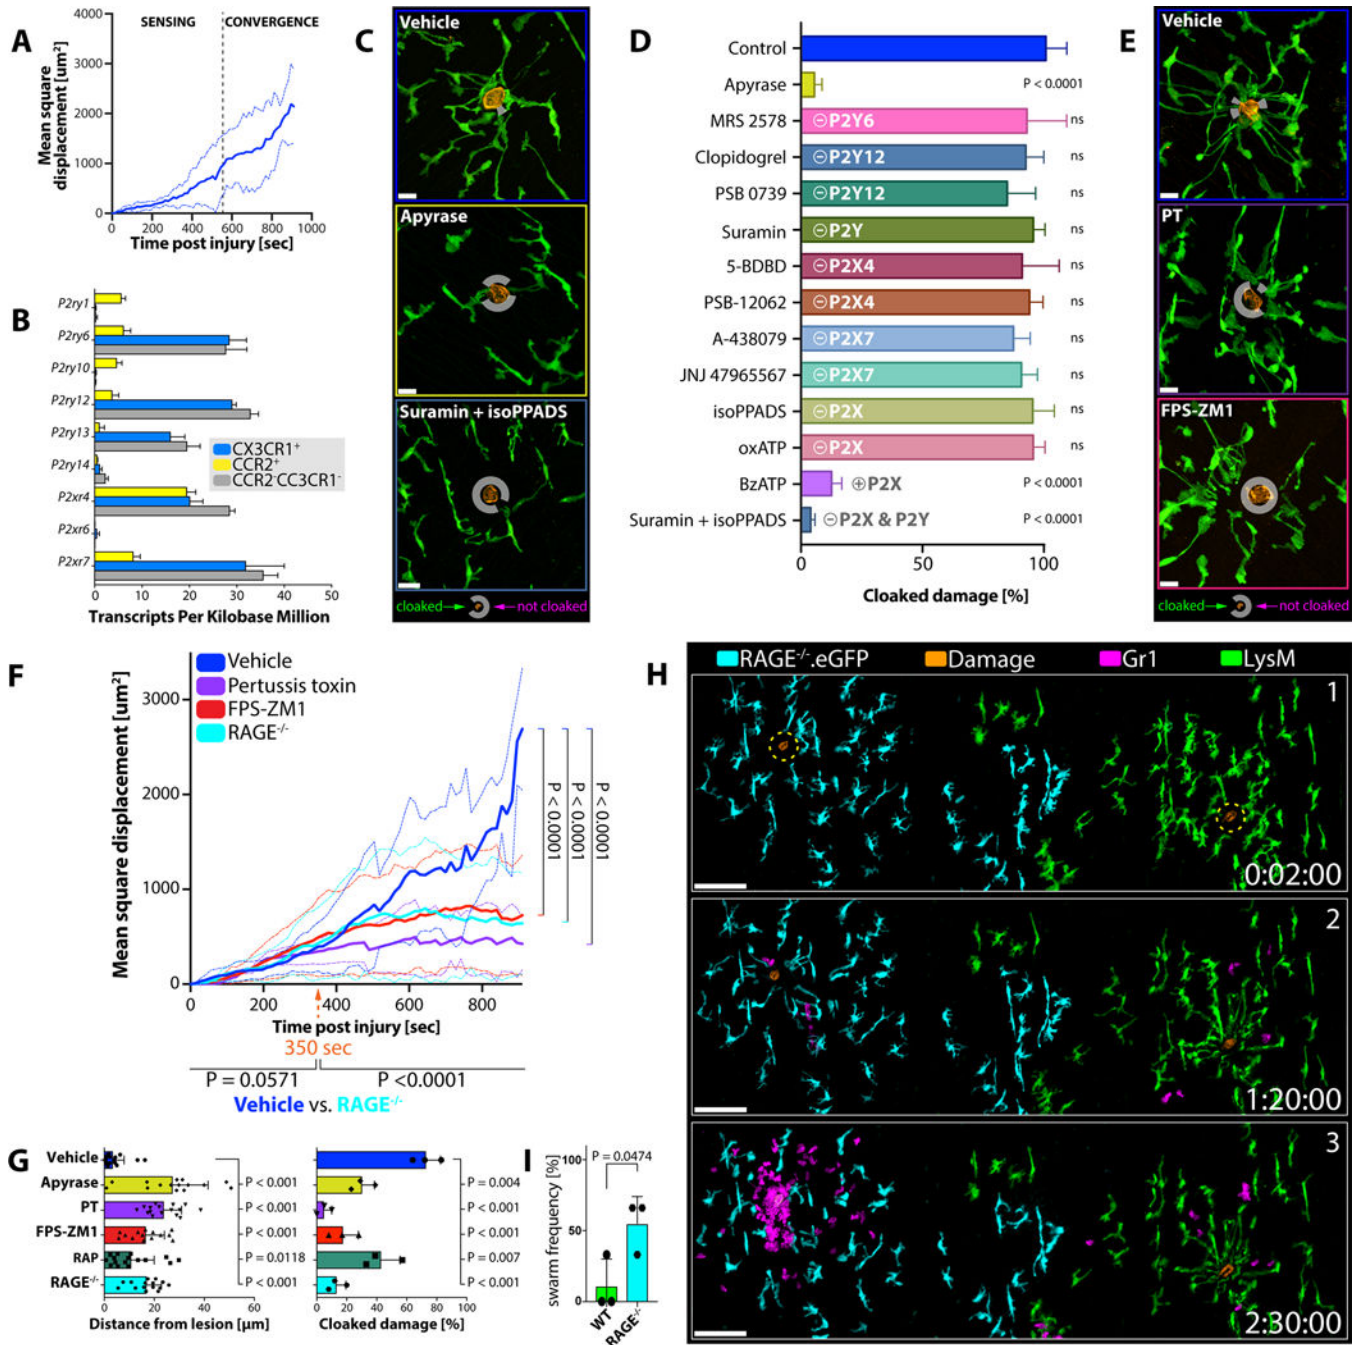 A
SENSING
CONVERGENCE
4000
3000
2000
1000
0
Mean square
displacement [um²]
0 200 400 600 800 1000
Time post injury [sec]
B
P2ry1
P2ry6
P2ry10
P2ry12
P2ry13
P2ry14
P2xr4
P2xr6
P2xr7
CX3CR1⁺
CCR2⁺
CCR2⁻CC3CR1⁻
0 10 20 30 40 50
Transcripts Per Kilobase Million
C
Vehicle
Apyrase
Suramin + isoPPADS
cloaked
not cloaked
D
Control
Apyrase P < 0.0001
MRS 2578 ⊖P2Y6 ns
Clopidogrel ⊖P2Y12 ns
PSB 0739 ⊖P2Y12 ns
Suramin ⊖P2Y ns
5-BDBD ⊖P2X4 ns
PSB-12062 ⊖P2X4 ns
A-438079 ⊖P2X7 ns
JNJ 47965567 ⊖P2X7 ns
isoPPADS ⊖P2X ns
oxATP ⊖P2X ns
BzATP ⊕P2X P < 0.0001
Suramin + isoPPADS ⊖P2X & P2Y P < 0.0001
0 50 100
Cloaked damage [%]
E
Vehicle
PT
FPS-ZM1
cloaked
not cloaked
F
Vehicle
Pertussis toxin
FPS-ZM1
RAGE⁻/⁻
3000
2000
1000
0
Mean square displacement [um²]
P < 0.0001
P < 0.0001
P < 0.0001
0 200 400 600 800
Time post injury [sec]
350 sec
P = 0.0571
P <0.0001
Vehicle vs. RAGE⁻/⁻
G
Vehicle
Apyrase
PT
FPS-ZM1
RAP
RAGE⁻/⁻
P < 0.001
P < 0.001
P < 0.001
P = 0.0118
P < 0.001
0 20 40 60
Distance from lesion [µm]
P = 0.004
P < 0.001
P < 0.001
P = 0.007
P < 0.001
0 20 40 60 80 100
Cloaked damage [%]
I
P = 0.0474
100
50
0
swarm frequency [%]
WT
RAGE⁻/⁻
H
RAGE⁻/⁻.eGFP
Damage
Gr1
LysM
1
0:02:00
2
1:20:00
3
2:30:00